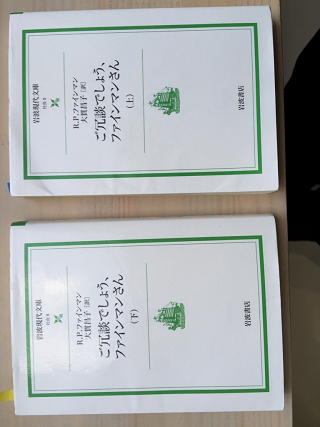 岩波現代文庫
R.P.ファインマン
大貫昌子[訳]
ご冗談でしょう、
ファインマンさん
(上)
岩波書店
岩波現代文庫
R.P.ファインマン
大貫昌子[訳]
ご冗談でしょう、
ファインマンさん
(下)
岩波書店